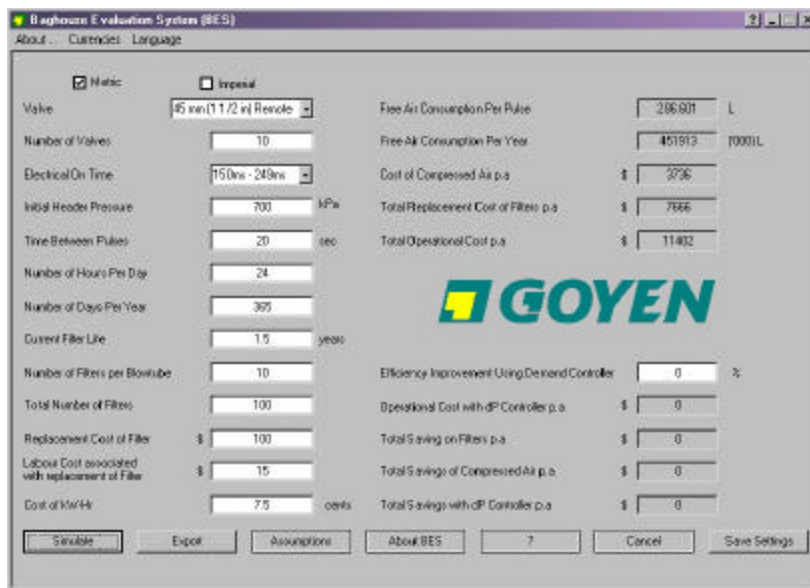 Baghouse Evaluation System (BES)
About... Currencies Language
Metric Imperial
Valve 45 mm (1 1/2 in) Remote
Number of Valves 10
Electrical On Time 150ms - 249ms
Initial Header Pressure 700 kPa
Time Between Pulses 20 sec
Number of Hours Per Day 24
Number of Days Per Year 365
Current Filter Life 1.5 years
Number of Filters per Blowtube 10
Total Number of Filters 100
Replacement Cost of Filter $ 100
Labour Cost associated
with replacement of Filter $ 15
Cost of kW-Hr 7.5 cents
Free Air Consumption Per Pulse 286.601 L
Free Air Consumption Per Year 451913 ('000) L
Cost of Compressed Air p.a $ 3736
Total Replacement Cost of Filters p.a $ 7666
Total Operational Cost p.a $ 11402
GOYEN
Efficiency Improvement Using Demand Controller 0 %
Operational Cost with dP Controller p.a $ 0
Total Saving on Filters p.a $ 0
Total Savings of Compressed Air p.a $ 0
Total Savings with dP Controller p.a $ 0
Simulate Export Assumptions About BES ? Cancel Save Settings